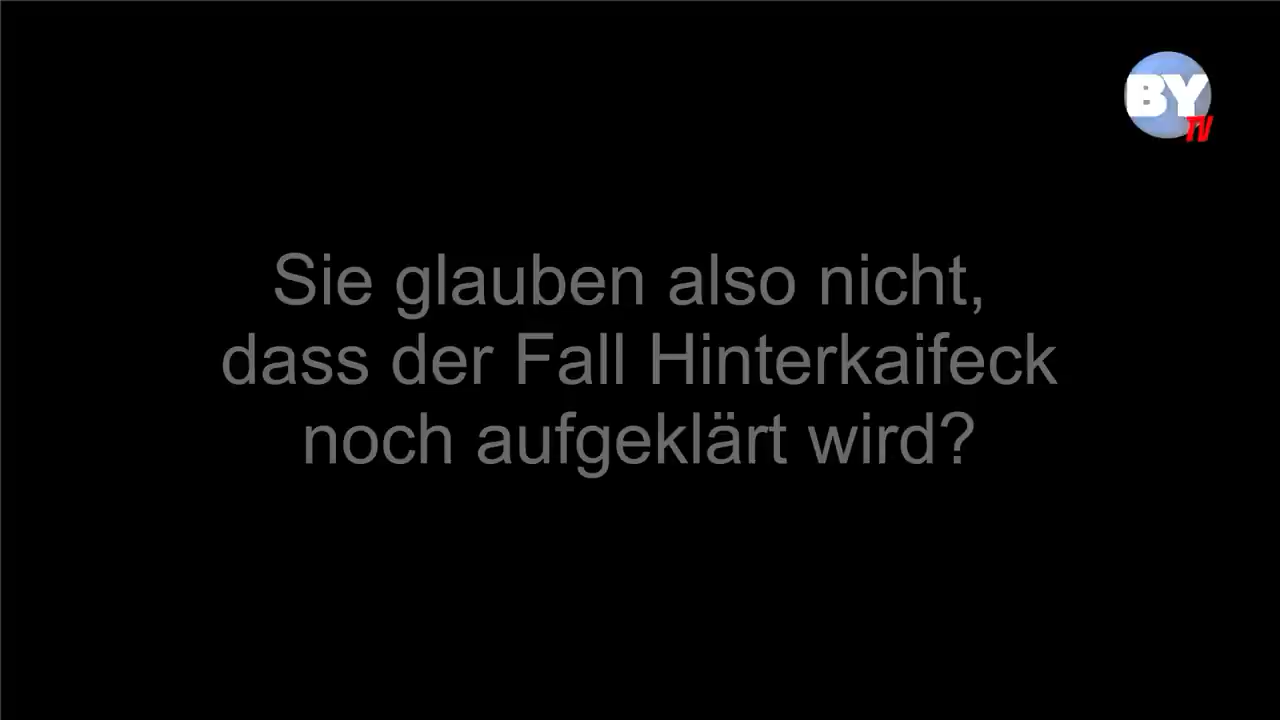 BY
TV
Sie glauben also nicht,
dass der Fall Hinterkaifeck
noch aufgeklärt wird?